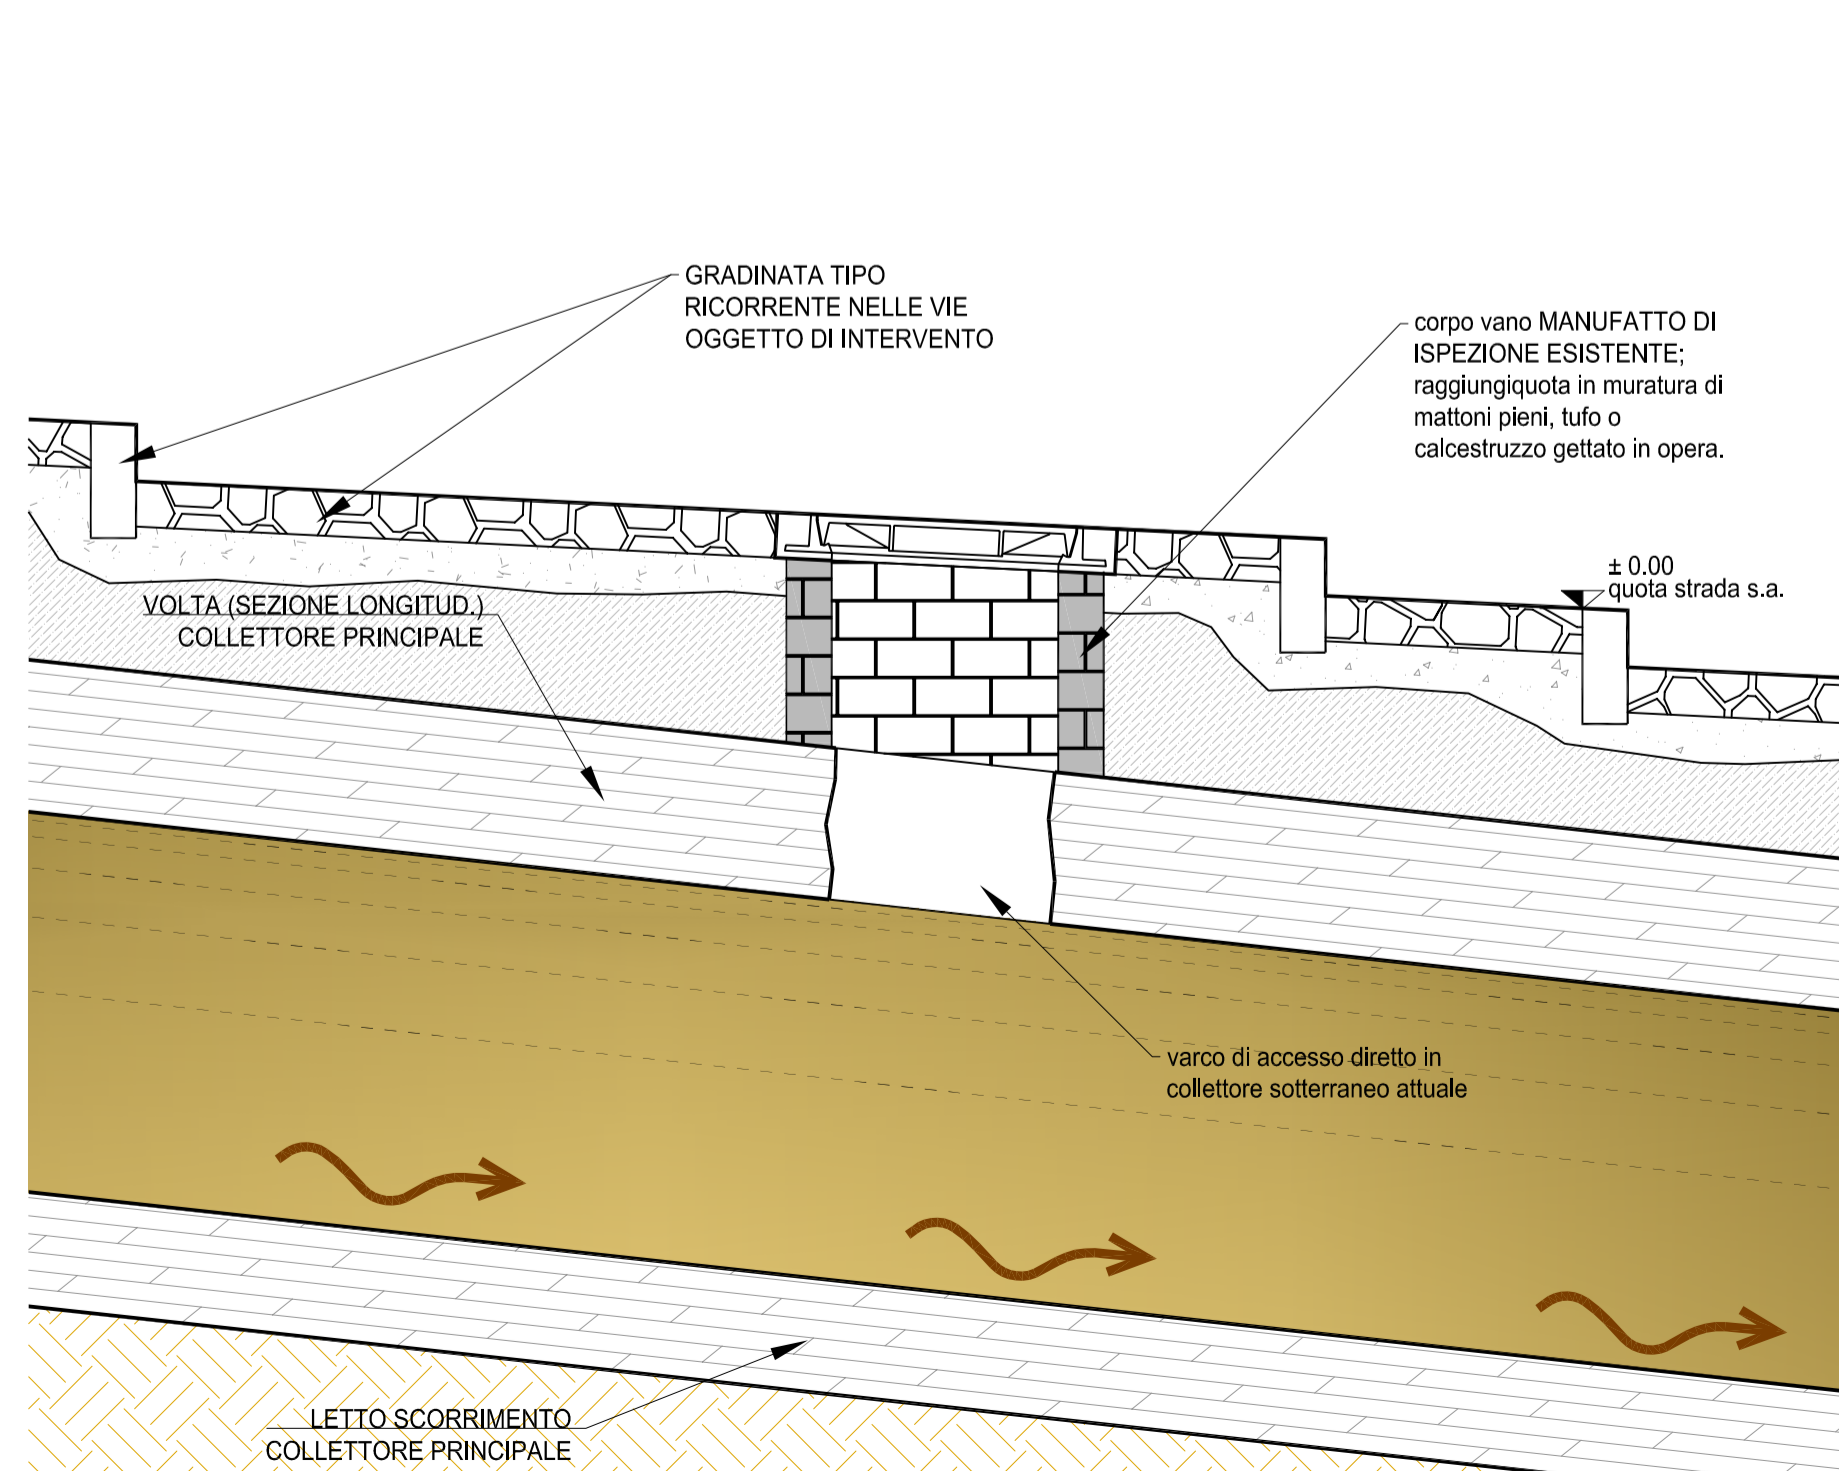 GRADINATA TIPO
RICORRENTE NELLE VIE
OGGETTO DI INTERVENTO
corpo vano MANUFATTO DI
ISPEZIONE ESISTENTE;
raggiungiquota in muratura di
mattoni pieni, tufo o
calcestruzzo gettato in opera.
± 0.00
quota strada s.a.
VOLTA (SEZIONE LONGITUD.)
COLLETTORE PRINCIPALE
varco di accesso diretto in
collettore sotterraneo attuale
LETTO SCORRIMENTO
COLLETTORE PRINCIPALE